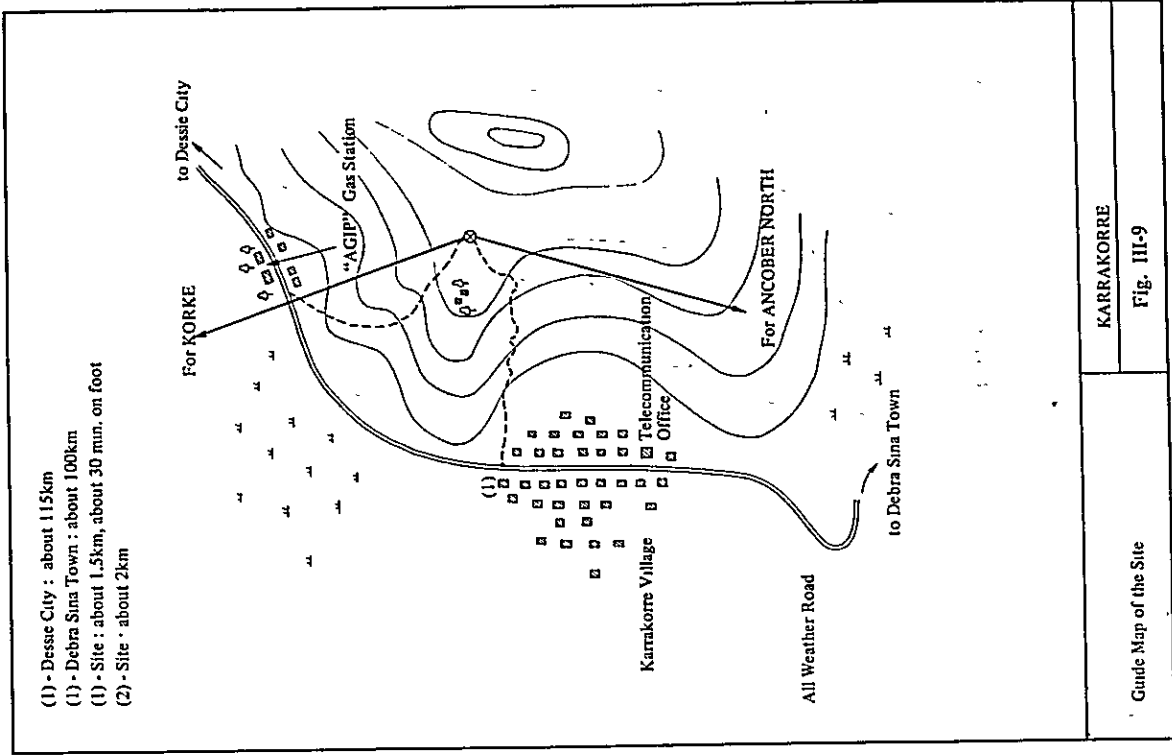 (1) - Dessie City : about 115km
(1) - Debra Sina Town : about 100km
(1) - Site : about 1.5km, about 30 min. on foot
(2) - Site · about 2km
to Dessie City
For KORKE
"AGIP" Gas Station
(1)
Telecommunication
Office
For ANCOBER NORTH
Karrakorre Village
to Debra Sina Town
All Weather Road
Guide Map of the Site
KARRAKORRE
Fig. III-9